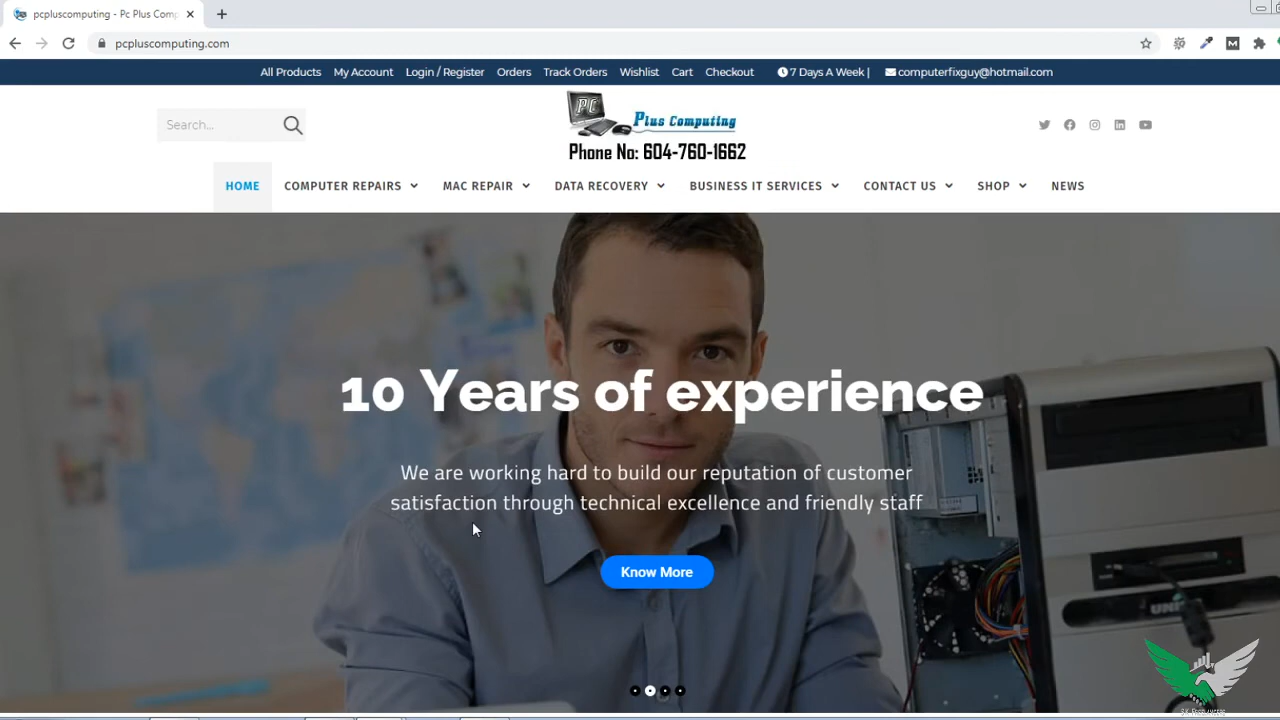 pcpluscomputing - Pc Plus Comp
pcpluscomputing.com
All Products My Account Login / Register Orders Track Orders Wishlist Cart Checkout 7 Days A Week | computerfixguy@hotmail.com
Search...
PC Plus Computing
Phone No: 604-760-1662
HOME COMPUTER REPAIRS MAC REPAIR DATA RECOVERY BUSINESS IT SERVICES CONTACT US SHOP NEWS
10 Years of experience
We are working hard to build our reputation of customer
satisfaction through technical excellence and friendly staff
Know More